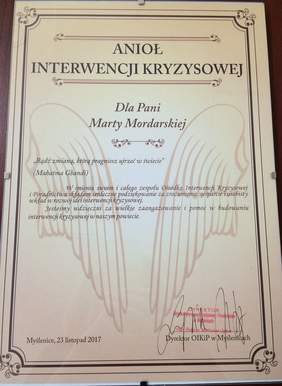 ANIOŁ
INTERWENCJI KRYZYSOWEJ
Dla Pani
Marty Mordarskiej
„Bądź zmianą, którą pragniesz ujrzeć w świecie”
(Mahatma Ghandi)
W imieniu swoim i całego zespołu Ośrodka Interwencji Kryzysowej
i Poradnictwa składam serdeczne podziękowanie za zrozumienie, wsparcie
wkład w rozwój idei interwencji kryzysowej.
Jesteśmy wdzięczni za wielkie zaangażowanie i pomoc w budowaniu
interwencji kryzysowej w naszym powiecie.
Myślenice, 23 listopad 2017
Dyrektor OIKiP w Myślenicach